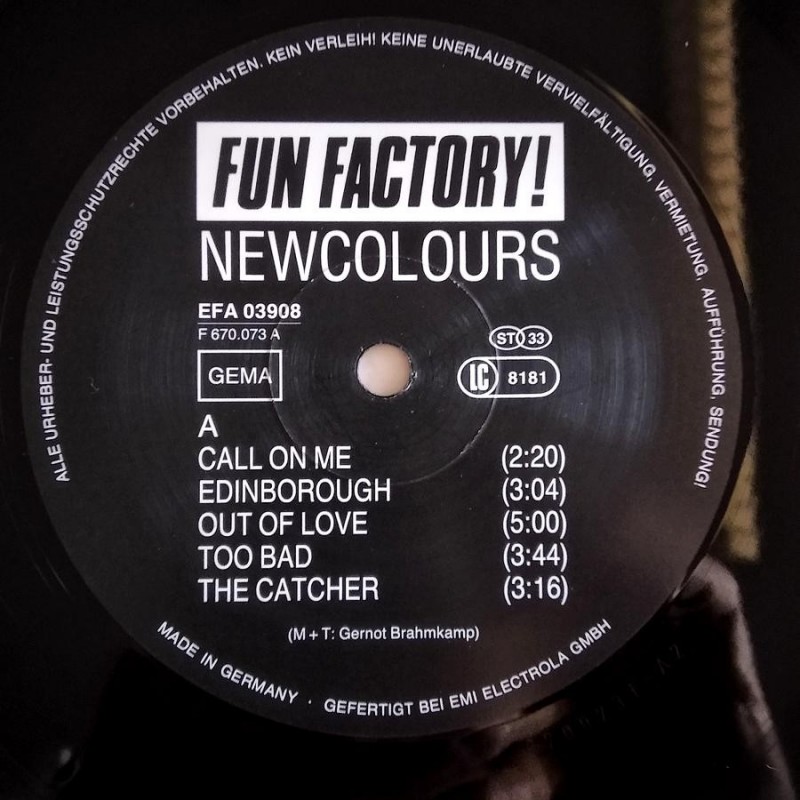 ALLE URHEBER- UND LEISTUNGSSCHUTZRECHTE VORBEHALTEN. KEIN VERLEIH! KEINE UNERLAUBTE VERVIELFÄLTIGUNG, VERMIETUNG, AUFFÜHRUNG, SENDUNG!
FUN FACTORY!
NEWCOLOURS
EFA 03908
F 670.073 A
ST 33
GEMA
LC 8181
A
CALL ON ME (2:20)
EDINBOROUGH (3:04)
OUT OF LOVE (5:00)
TOO BAD (3:44)
THE CATCHER (3:16)
(M + T: Gernot Brahmkamp)
MADE IN GERMANY · GEFERTIGT BEI EMI ELECTROLA GMBH